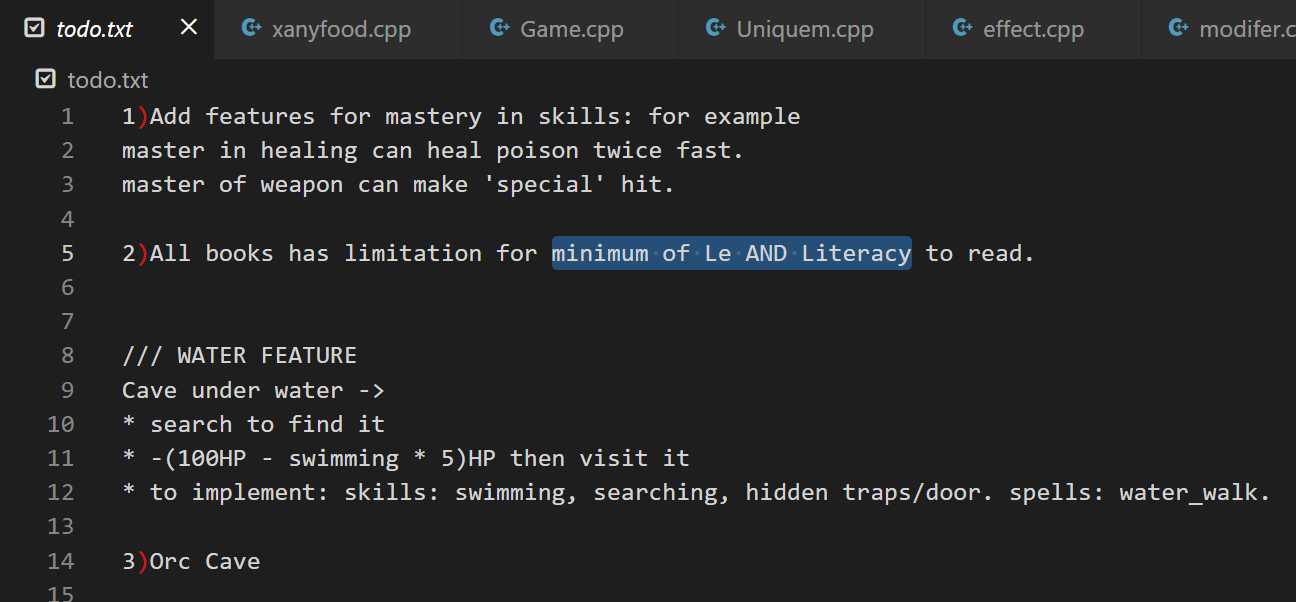 todo.txt xanyfood.cpp Game.cpp Uniquem.cpp effect.cpp modifer.c
todo.txt
1 1)Add features for mastery in skills: for example
2 master in healing can heal poison twice fast.
3 master of weapon can make 'special' hit.
4
5 2)All books has limitation for minimum of Le AND Literacy to read.
6
7
8 /// WATER FEATURE
9 Cave under water ->
10 * search to find it
11 * -(100HP - swimming * 5)HP then visit it
12 * to implement: skills: swimming, searching, hidden traps/door. spells: water_walk.
13
14 3)Orc Cave
15